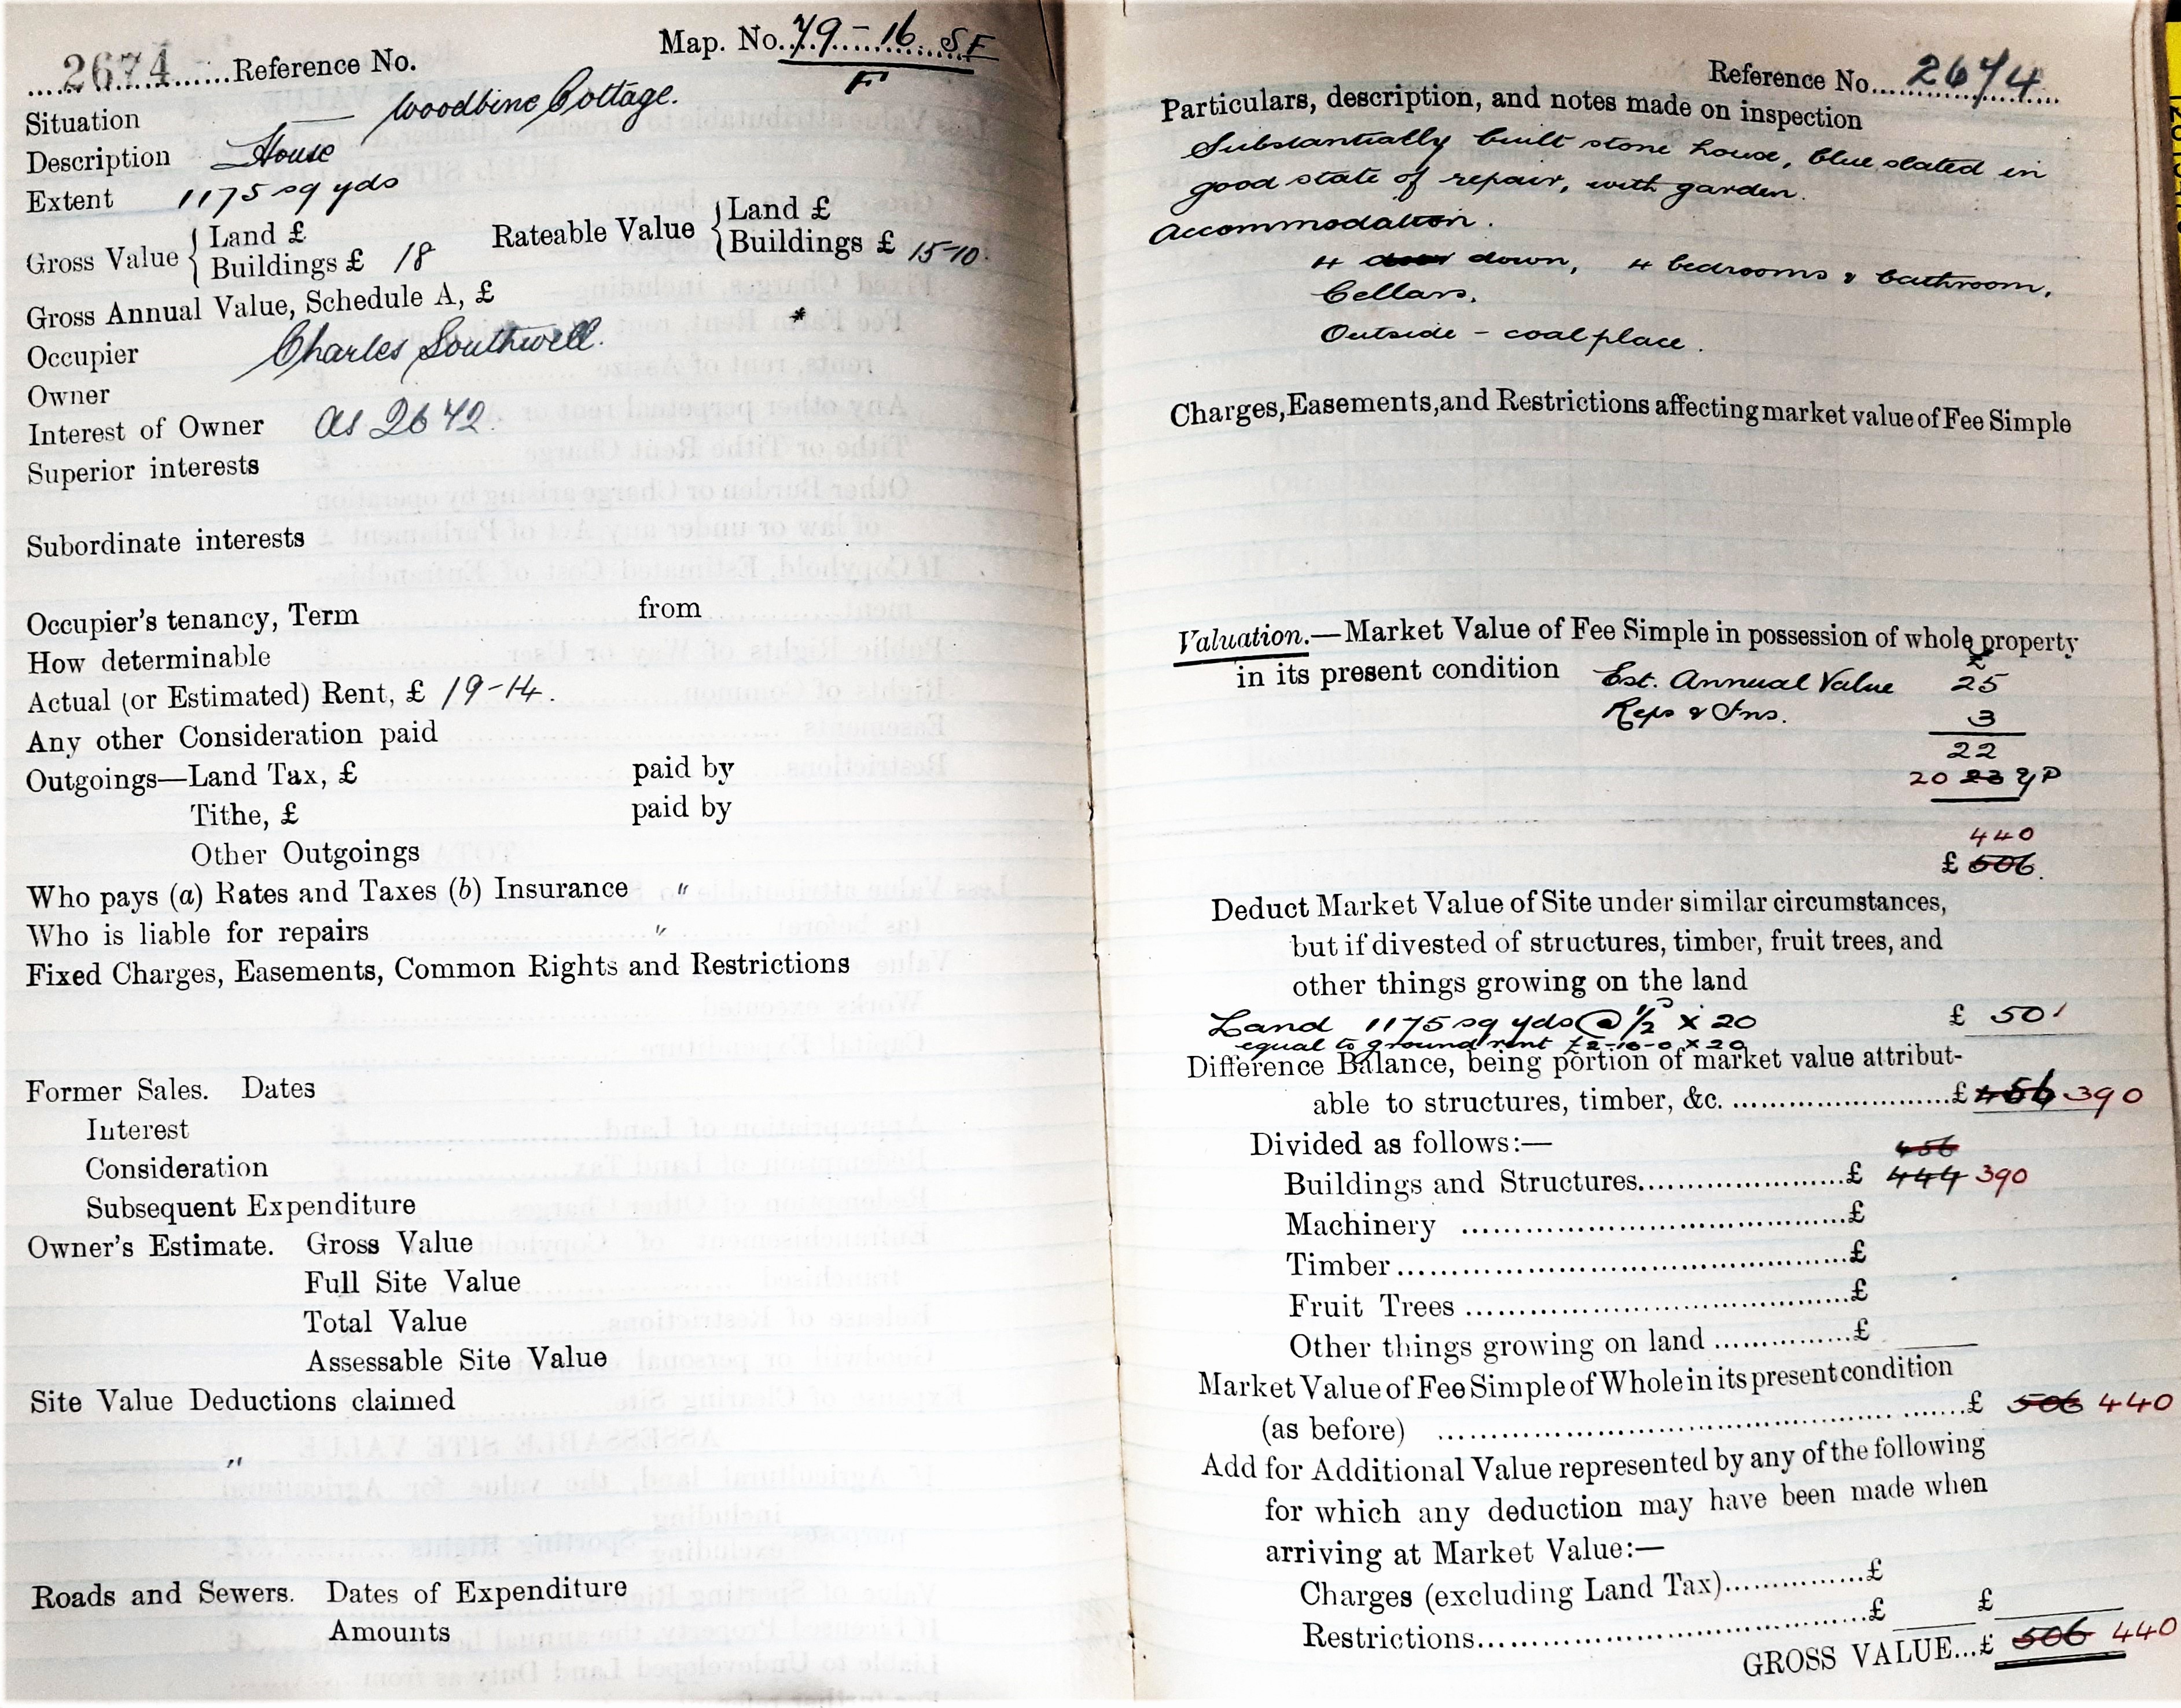 2674 Reference No. Map. No. 79-16 SE
F
Situation Woodbine Cottage.
Description House
Extent 1175 sq yds
Gross Value { Land £
Buildings £ 18
Rateable Value { Land £
Buildings £ 15-10.
Gross Annual Value, Schedule A, £
Occupier Charles Southwell.
Owner
Interest of Owner as 2642.
Superior interests
Subordinate interests
Occupier's tenancy, Term from
How determinable
Actual (or Estimated) Rent, £ 19-14.
Any other Consideration paid
Outgoings—Land Tax, £ paid by
Tithe, £ paid by
Other Outgoings
Who pays (a) Rates and Taxes (b) Insurance "
Who is liable for repairs "
Fixed Charges, Easements, Common Rights and Restrictions
Former Sales. Dates
Interest
Consideration
Subsequent Expenditure
Owner's Estimate. Gross Value
Full Site Value
Total Value
Assessable Site Value
Site Value Deductions claimed
"
Roads and Sewers. Dates of Expenditure
Amounts
Reference No. 2674
Particulars, description, and notes made on inspection
Substantially built stone house, blue slated in
good state of repair, with garden.
Accommodation.
4 down, 4 bedrooms & bathroom,
Cellars,
Outside - coalplace.
Charges, Easements, and Restrictions affecting market value of Fee Simple
Valuation.—Market Value of Fee Simple in possession of whole property
in its present condition £
Est. Annual Value 25
Reps & Ins. 3
22
20 23 YP
440
£ 506.
Deduct Market Value of Site under similar circumstances,
but if divested of structures, timber, fruit trees, and
other things growing on the land
Land 1175 sq yds @ ½ᵈ x 20 £ 50
equal to ground rent £2-10-0 x 20
Difference Balance, being portion of market value attribut-
able to structures, timber, &c. £ 456 390
Divided as follows:—
456
Buildings and Structures £ 444 390
Machinery £
Timber £
Fruit Trees £
Other things growing on land £
Market Value of Fee Simple of Whole in its present condition
(as before) £ 506 440
Add for Additional Value represented by any of the following
for which any deduction may have been made when
arriving at Market Value:—
Charges (excluding Land Tax) £
Restrictions £ £
GROSS VALUE...£ 506 440